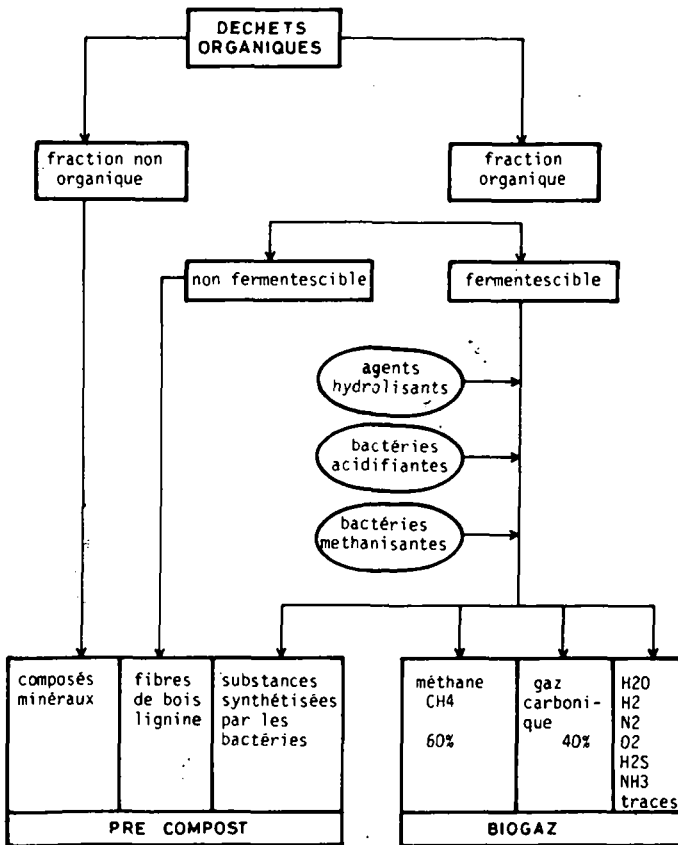 DECHETS
ORGANIQUES
fraction non
organique
fraction
organique
non fermentescible
fermentescible
agents
hydrolisants
bactéries
acidifiantes
bactéries
methanisantes
composés
minéraux
fibres
de bois
lignine
substances
synthétisées
par les
bactéries
méthane
CH4
60%
gaz
carboni-
que
40%
H2O
H2
N2
O2
H2S
NH3
traces
PRE COMPOST
BIOGAZ